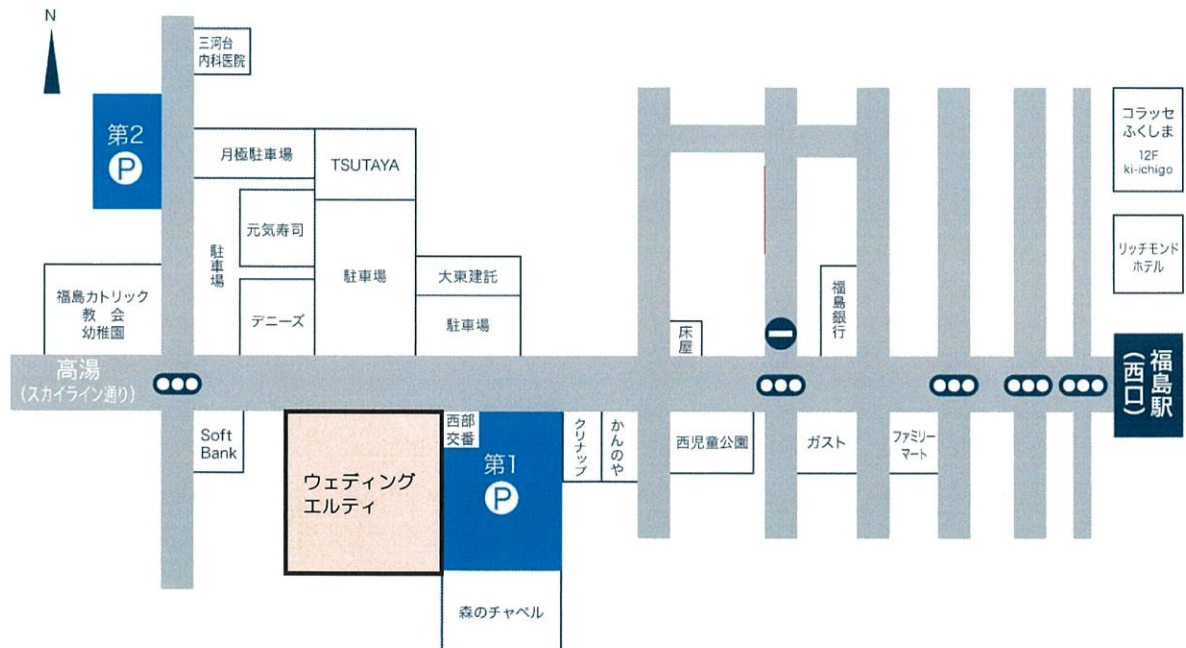 N
三河台
内科医院
第2
P
月極駐車場
TSUTAYA
元気寿司
駐車場
駐車場
デニーズ
大東建託
駐車場
福島カトリック
教 会
幼稚園
床屋
福島銀行
コラッセ
ふくしま
12F
ki-ichigo
リッチモンド
ホテル
高湯
(スカイライン通り)
福島駅
(西口)
Soft
Bank
ウェディング
エルティ
西部
交番
第1
P
クリナップ
かんのや
西児童公園
ガスト
ファミリー
マート
森のチャペル